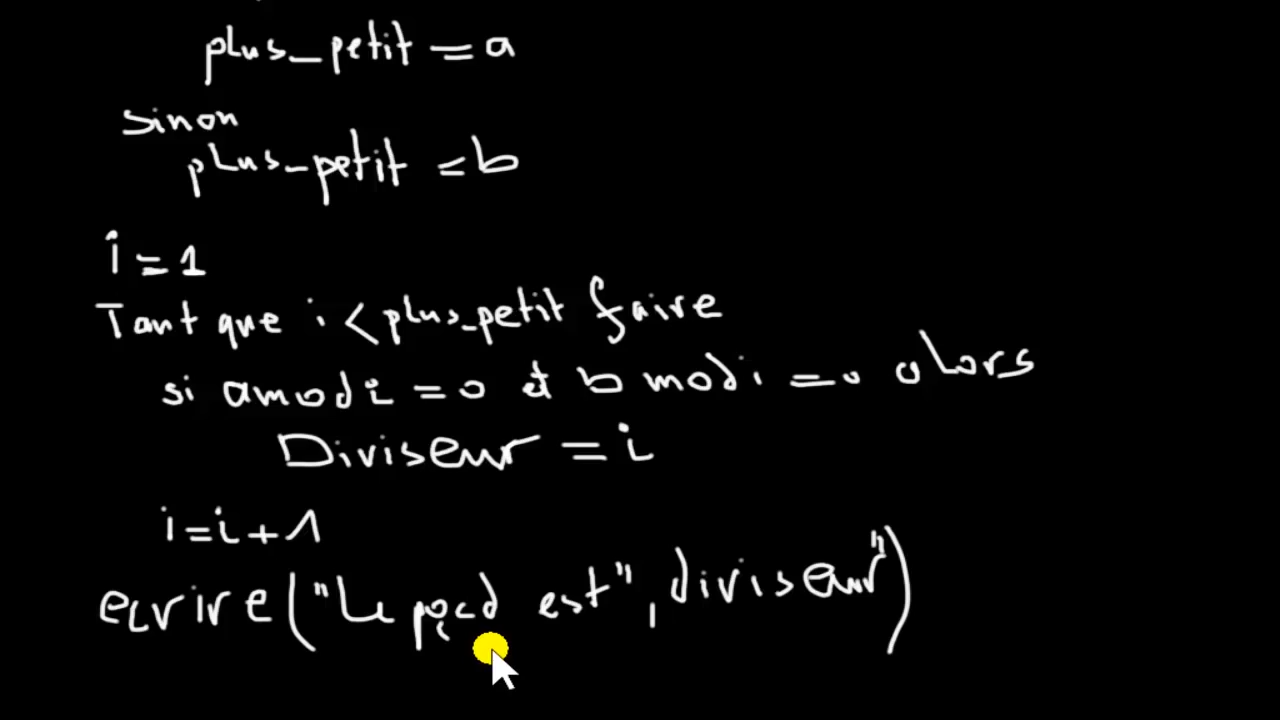 plus_petit = a
sinon
plus_petit = b
i = 1
Tant que i < plus_petit faire
si a mod i = 0 et b mod i = 0 alors
Diviseur = i
i = i + 1
ecrire ("Le pgcd est", diviseur")